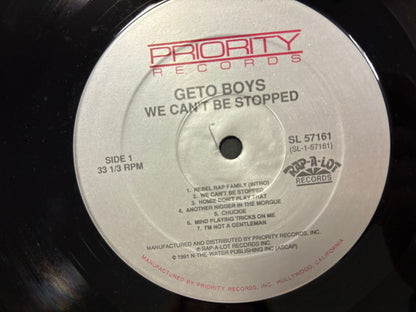 PRIORITY
RECORDS
GETO BOYS
WE CAN'T BE STOPPED
SIDE 1
33 1/3 RPM
SL 57161
(SL-1-57161)
RAP-A-LOT
RECORDS
1. REBEL RAP FAMILY (INTRO)
2. WE CAN'T BE STOPPED
3. HOMIE DON'T PLAY THAT
4. ANOTHER NIGGER IN THE MORGUE
5. CHUCKIE
6. MIND PLAYING TRICKS ON ME
7. I'M NOT A GENTLEMAN
MANUFACTURED AND DISTRIBUTED BY PRIORITY RECORDS, INC.
℗ RAP-A-LOT RECORDS INC.
© 1991 N-THE-WATER PUBLISHING INC (ASCAP)
MANUFACTURED BY PRIORITY RECORDS, INC., HOLLYWOOD, CALIFORNIA